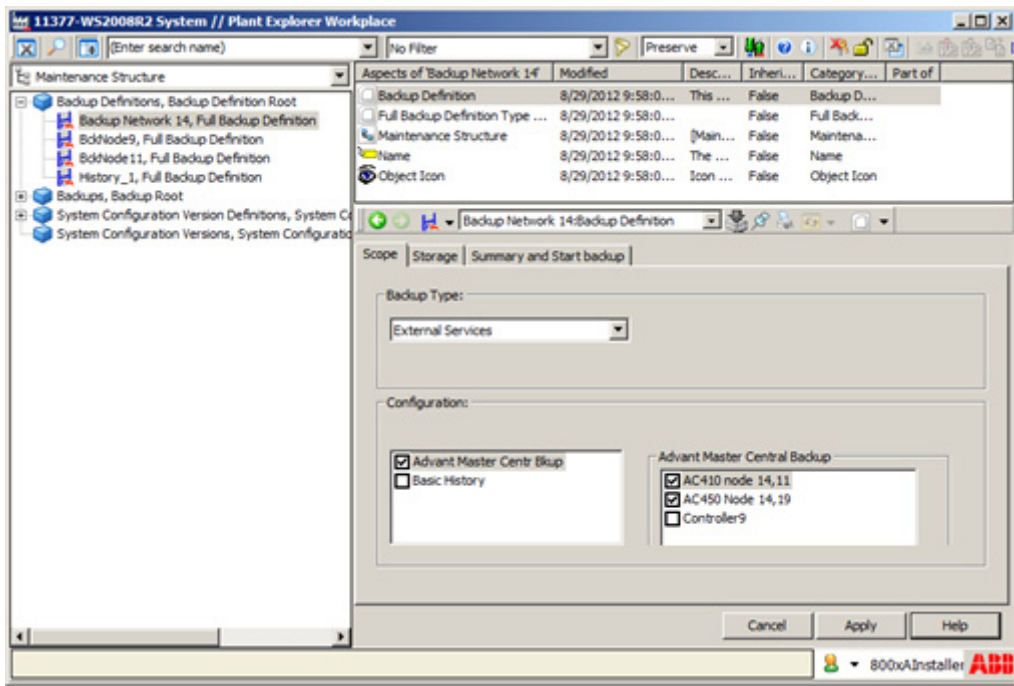 11377-WS2008R2 System // Plant Explorer Workplace
(Enter search name) No Filter Preserve
Maintenance Structure
Backup Definitions, Backup Definition Root
Backup Network 14, Full Backup Definition
BckNode9, Full Backup Definition
BckNode11, Full Backup Definition
History_1, Full Backup Definition
Backups, Backup Root
System Configuration Version Definitions, System Co
System Configuration Versions, System Configuratio
Aspects of 'Backup Network 14' Modified Desc... Inheri... Category... Part of
Backup Definition 8/29/2012 9:58:0... This ... False Backup D...
Full Backup Definition Type ... 8/29/2012 9:58:0... False Full Back...
Maintenance Structure 8/29/2012 9:58:0... [Main... False Maintena...
Name 8/29/2012 9:58:0... The ... False Name
Object Icon 8/29/2012 9:58:0... Icon ... False Object Icon
Backup Network 14:Backup Definition
Scope Storage Summary and Start backup
Backup Type:
External Services
Configuration:
Advant Master Centr Bkup
Basic History
Advant Master Central Backup
AC410 node 14,11
AC450 Node 14,19
Controller9
Cancel Apply Help
800xAInstaller ABB